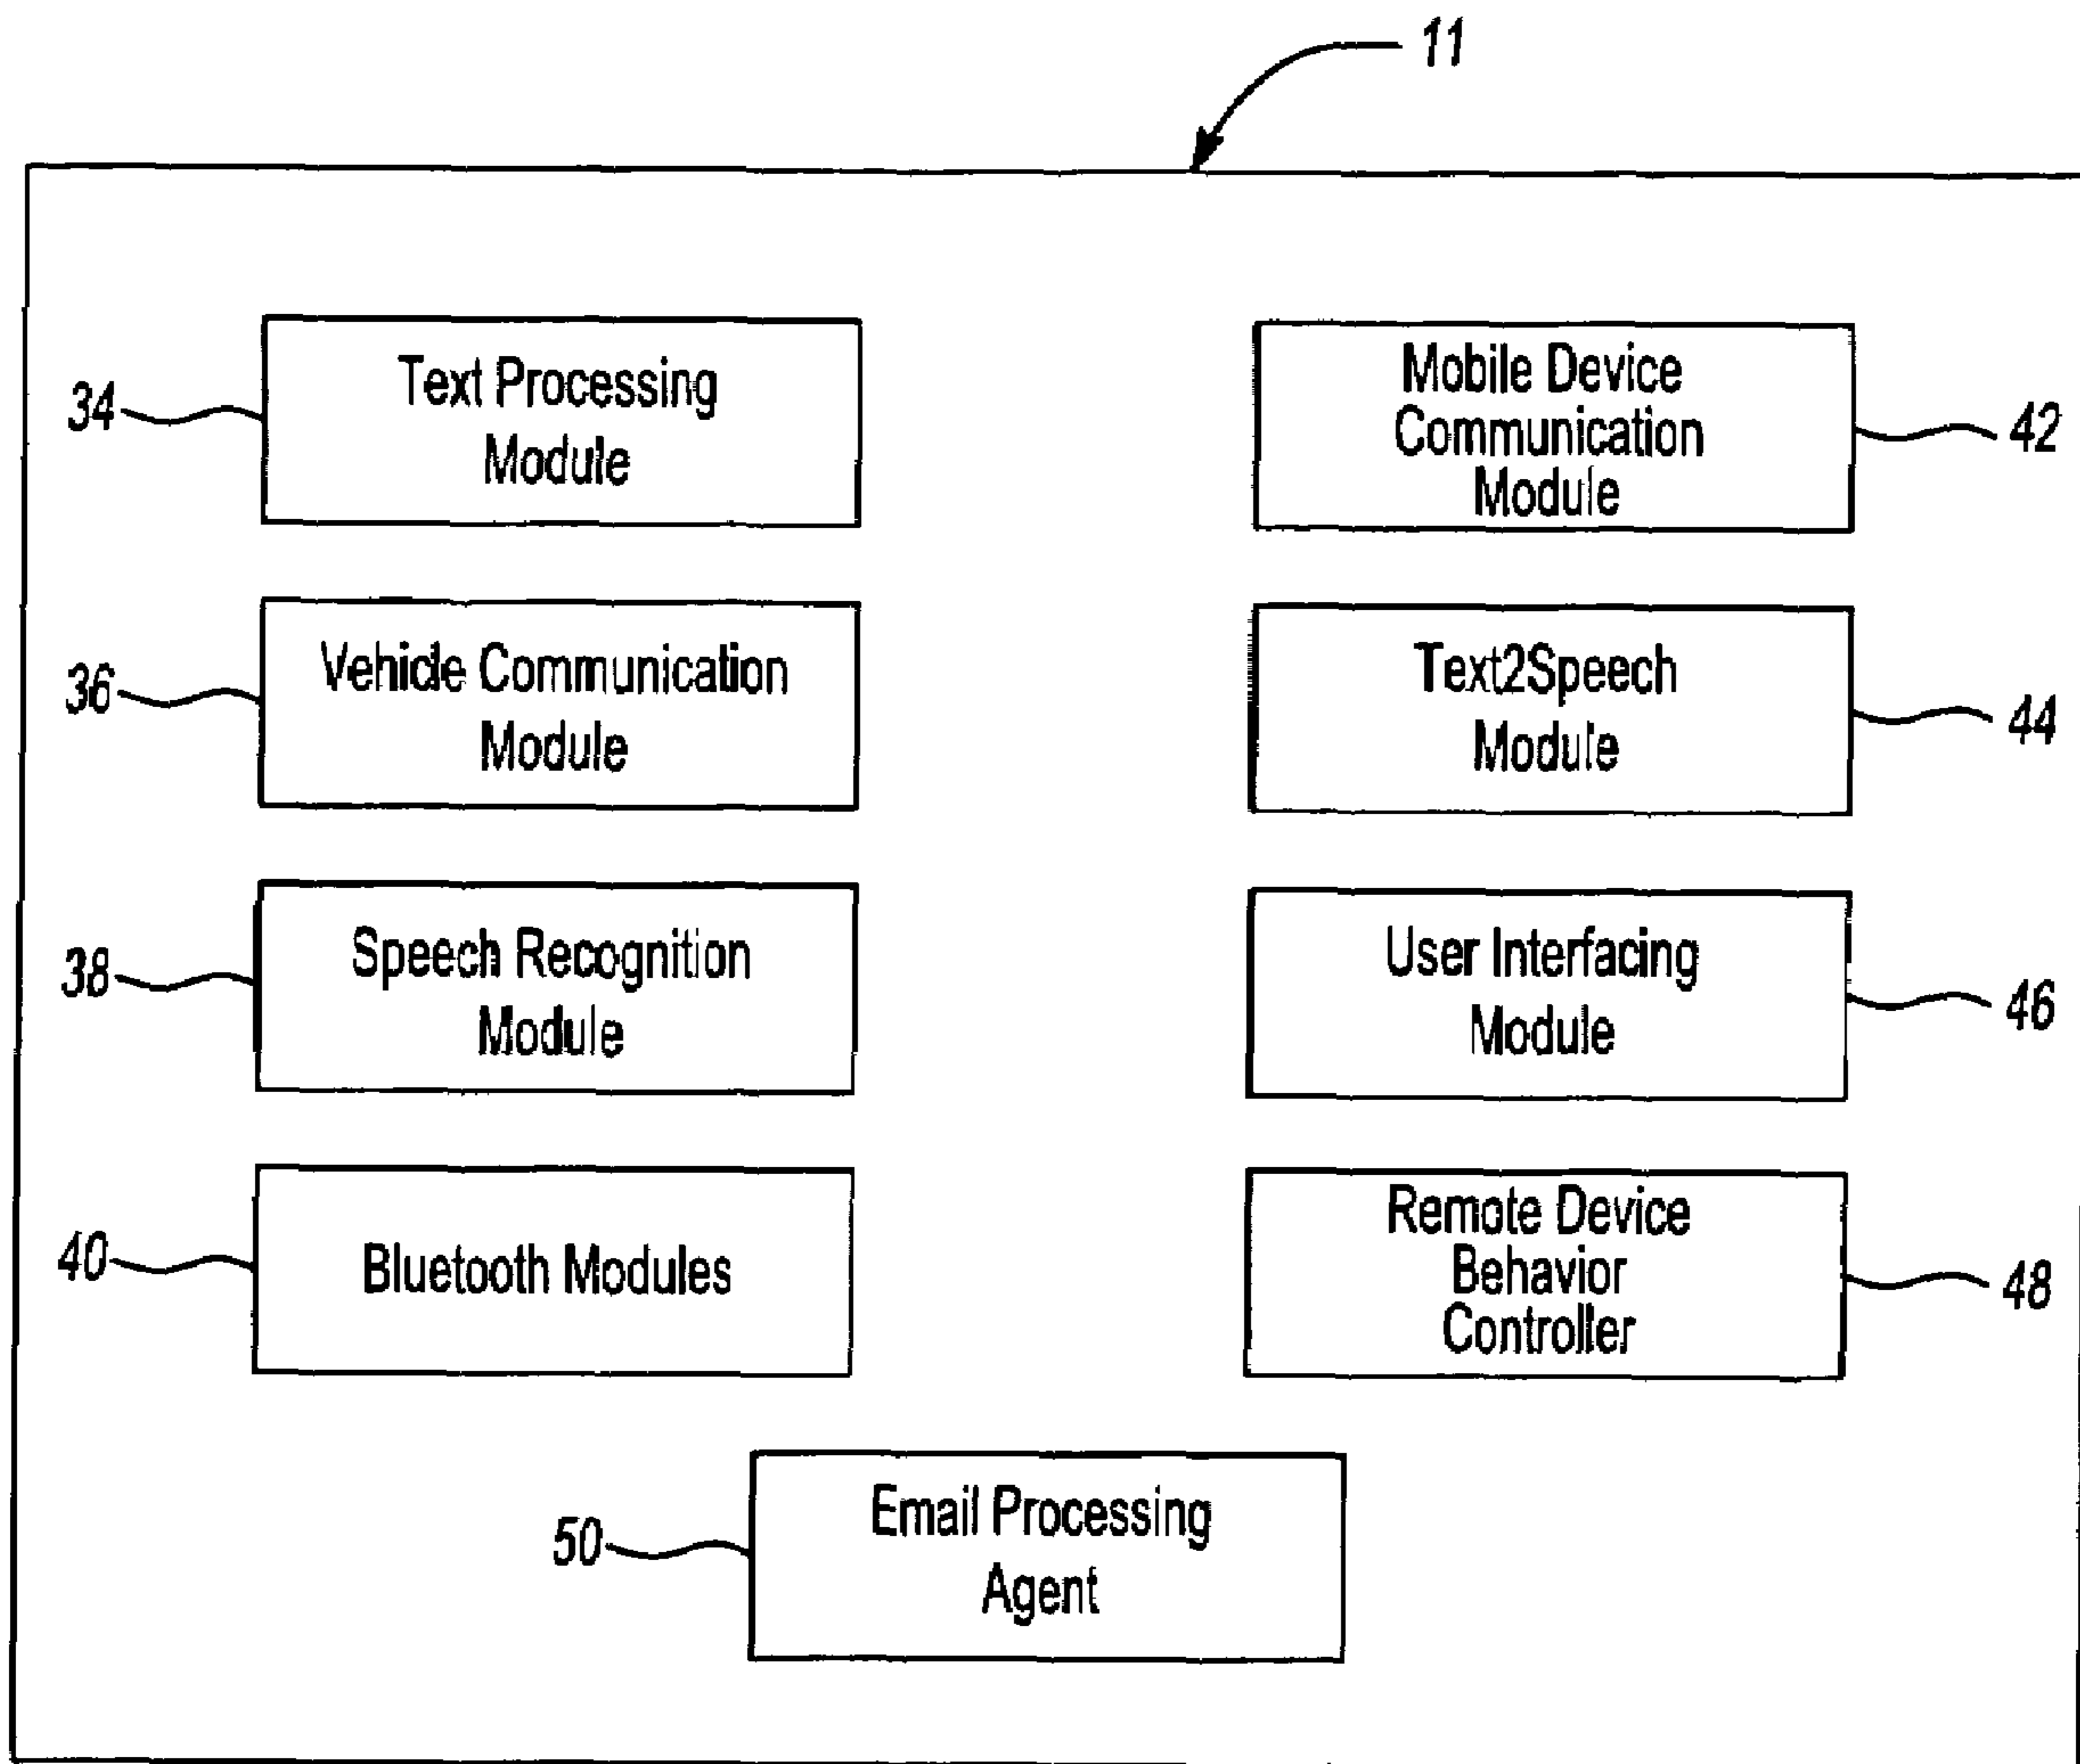 11
34
Text Processing
Module
Mobile Device
Communication
Module
42
36
Vehicle Communication
Module
Text2Speech
Module
44
38
Speech Recognition
Module
User Interfacing
Module
46
40
Bluetooth Modules
Remote Device
Behavior
Controller
48
50
Email Processing
Agent